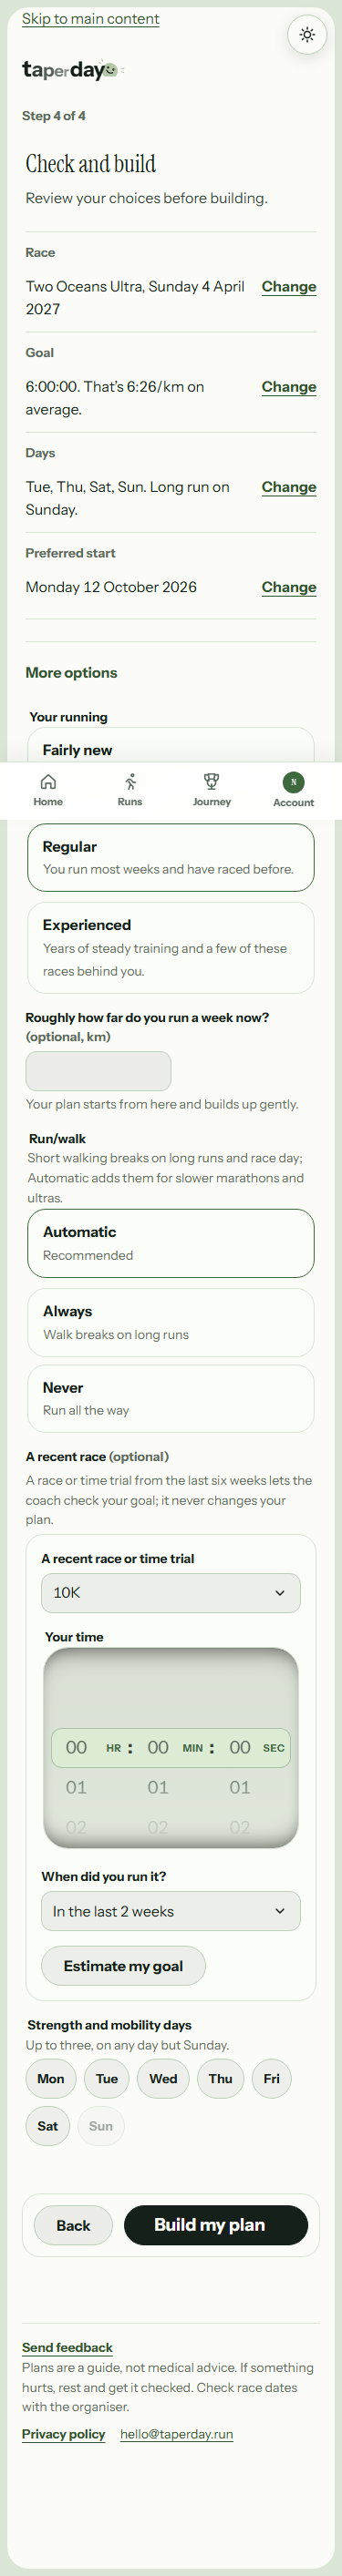 Skip to main content
taperday
Step 4 of 4
Check and build
Review your choices before building.
Race
Two Oceans Ultra, Sunday 4 April
2027
Change
Goal
6:00:00. That's 6:26/km on
average.
Change
Days
Tue, Thu, Sat, Sun. Long run on
Sunday.
Change
Preferred start
Monday 12 October 2026
Change
More options
Your running
Fairly new
Home
Runs
Journey
N
Account
Regular
You run most weeks and have raced before.
Experienced
Years of steady training and a few of these
races behind you.
Roughly how far do you run a week now?
(optional, km)
Your plan starts from here and builds up gently.
Run/walk
Short walking breaks on long runs and race day;
Automatic adds them for slower marathons and
ultras.
Automatic
Recommended
Always
Walk breaks on long runs
Never
Run all the way
A recent race (optional)
A race or time trial from the last six weeks lets the
coach check your goal; it never changes your
plan.
A recent race or time trial
10K
Your time
00 HR : 00 MIN : 00 SEC
01 01 01
02 02 02
When did you run it?
In the last 2 weeks
Estimate my goal
Strength and mobility days
Up to three, on any day but Sunday.
Mon Tue Wed Thu Fri
Sat Sun
Back
Build my plan
Send feedback
Plans are a guide, not medical advice. If something
hurts, rest and get it checked. Check race dates
with the organiser.
Privacy policy hello@taperday.run